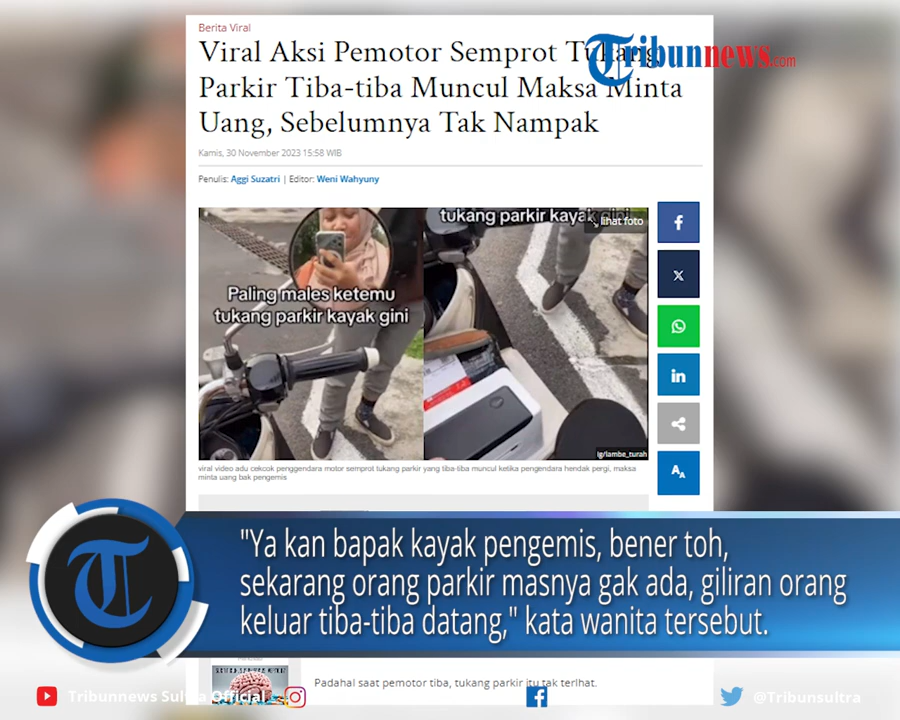 Berita Viral
Viral Aksi Pemotor Semprot Tukang
Tribunnews.com
Parkir Tiba-tiba Muncul Maksa Minta
Uang, Sebelumnya Tak Nampak
Kamis, 30 November 2023 15:58 WIB
Penulis: Aggi Suzatri | Editor: Weni Wahyuny
tukang parkir kayak gini
lihat foto
Paling males ketemu
tukang parkir kayak gini
ig/lambe_turah
viral video adu cekcok penggendara motor semprot tukang parkir yang tiba-tiba muncul ketika pengendara hendak pergi, maksa
minta uang bak pengemis
"Ya kan bapak kayak pengemis, bener toh,
sekarang orang parkir masnya gak ada, giliran orang
keluar tiba-tiba datang," kata wanita tersebut.
Padahal saat pemotor tiba, tukang parkir itu tak terlihat.
Tribunnews Sultra Official
@Tribunsultra